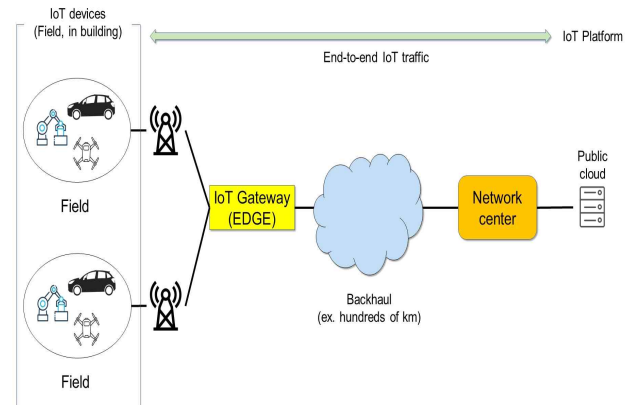 IoT devices
(Field, in building)
IoT Platform
End-to-end IoT traffic
Field
IoT Gateway
(EDGE)
Backhaul
(ex. hundreds of km)
Network
center
Public
cloud
Field